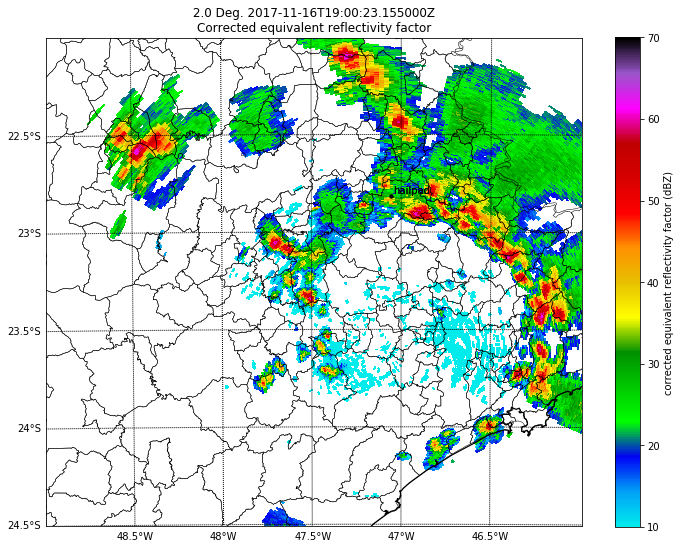 2.0 Deg. 2017-11-16T19:00:23.155000Z
Corrected equivalent reflectivity factor
70
60
50
40
30
20
10
corrected equivalent reflectivity factor (dBZ)
22.5°S
23°S
23.5°S
24°S
24.5°S
hailpad
48.5°W
48°W
47.5°W
47°W
46.5°W